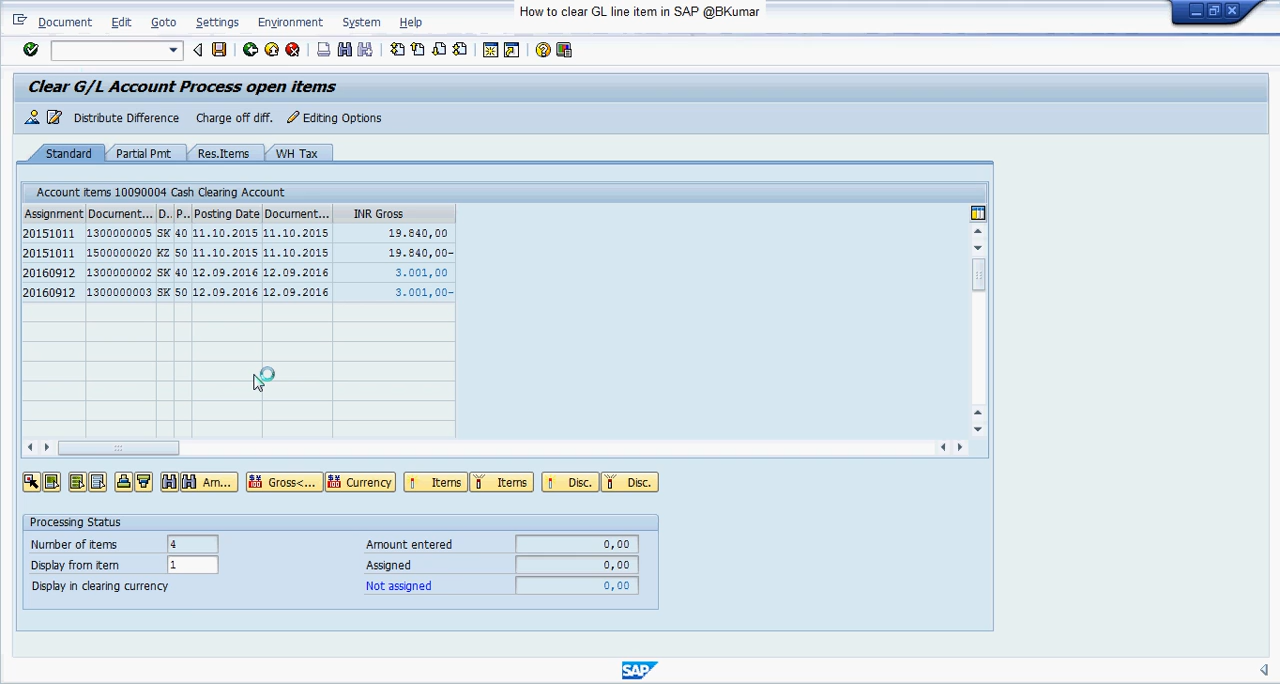 How to clear GL line item in SAP @BKumar
Document Edit Goto Settings Environment System Help
Clear G/L Account Process open items
Distribute Difference Charge off diff. Editing Options
Standard Partial Pmt Res.Items WH Tax
Account items 10090004 Cash Clearing Account
Assignment Document... D.. P.. Posting Date Document... INR Gross
20151011 1300000005 SK 40 11.10.2015 11.10.2015 19.840,00
20151011 1500000020 KZ 50 11.10.2015 11.10.2015 19.840,00-
20160912 1300000002 SK 40 12.09.2016 12.09.2016 3.001,00
20160912 1300000003 SK 50 12.09.2016 12.09.2016 3.001,00-
Am... Gross<... Currency Items Items Disc. Disc.
Processing Status
Number of items 4 Amount entered 0,00
Display from item 1 Assigned 0,00
Display in clearing currency Not assigned 0,00
SAP